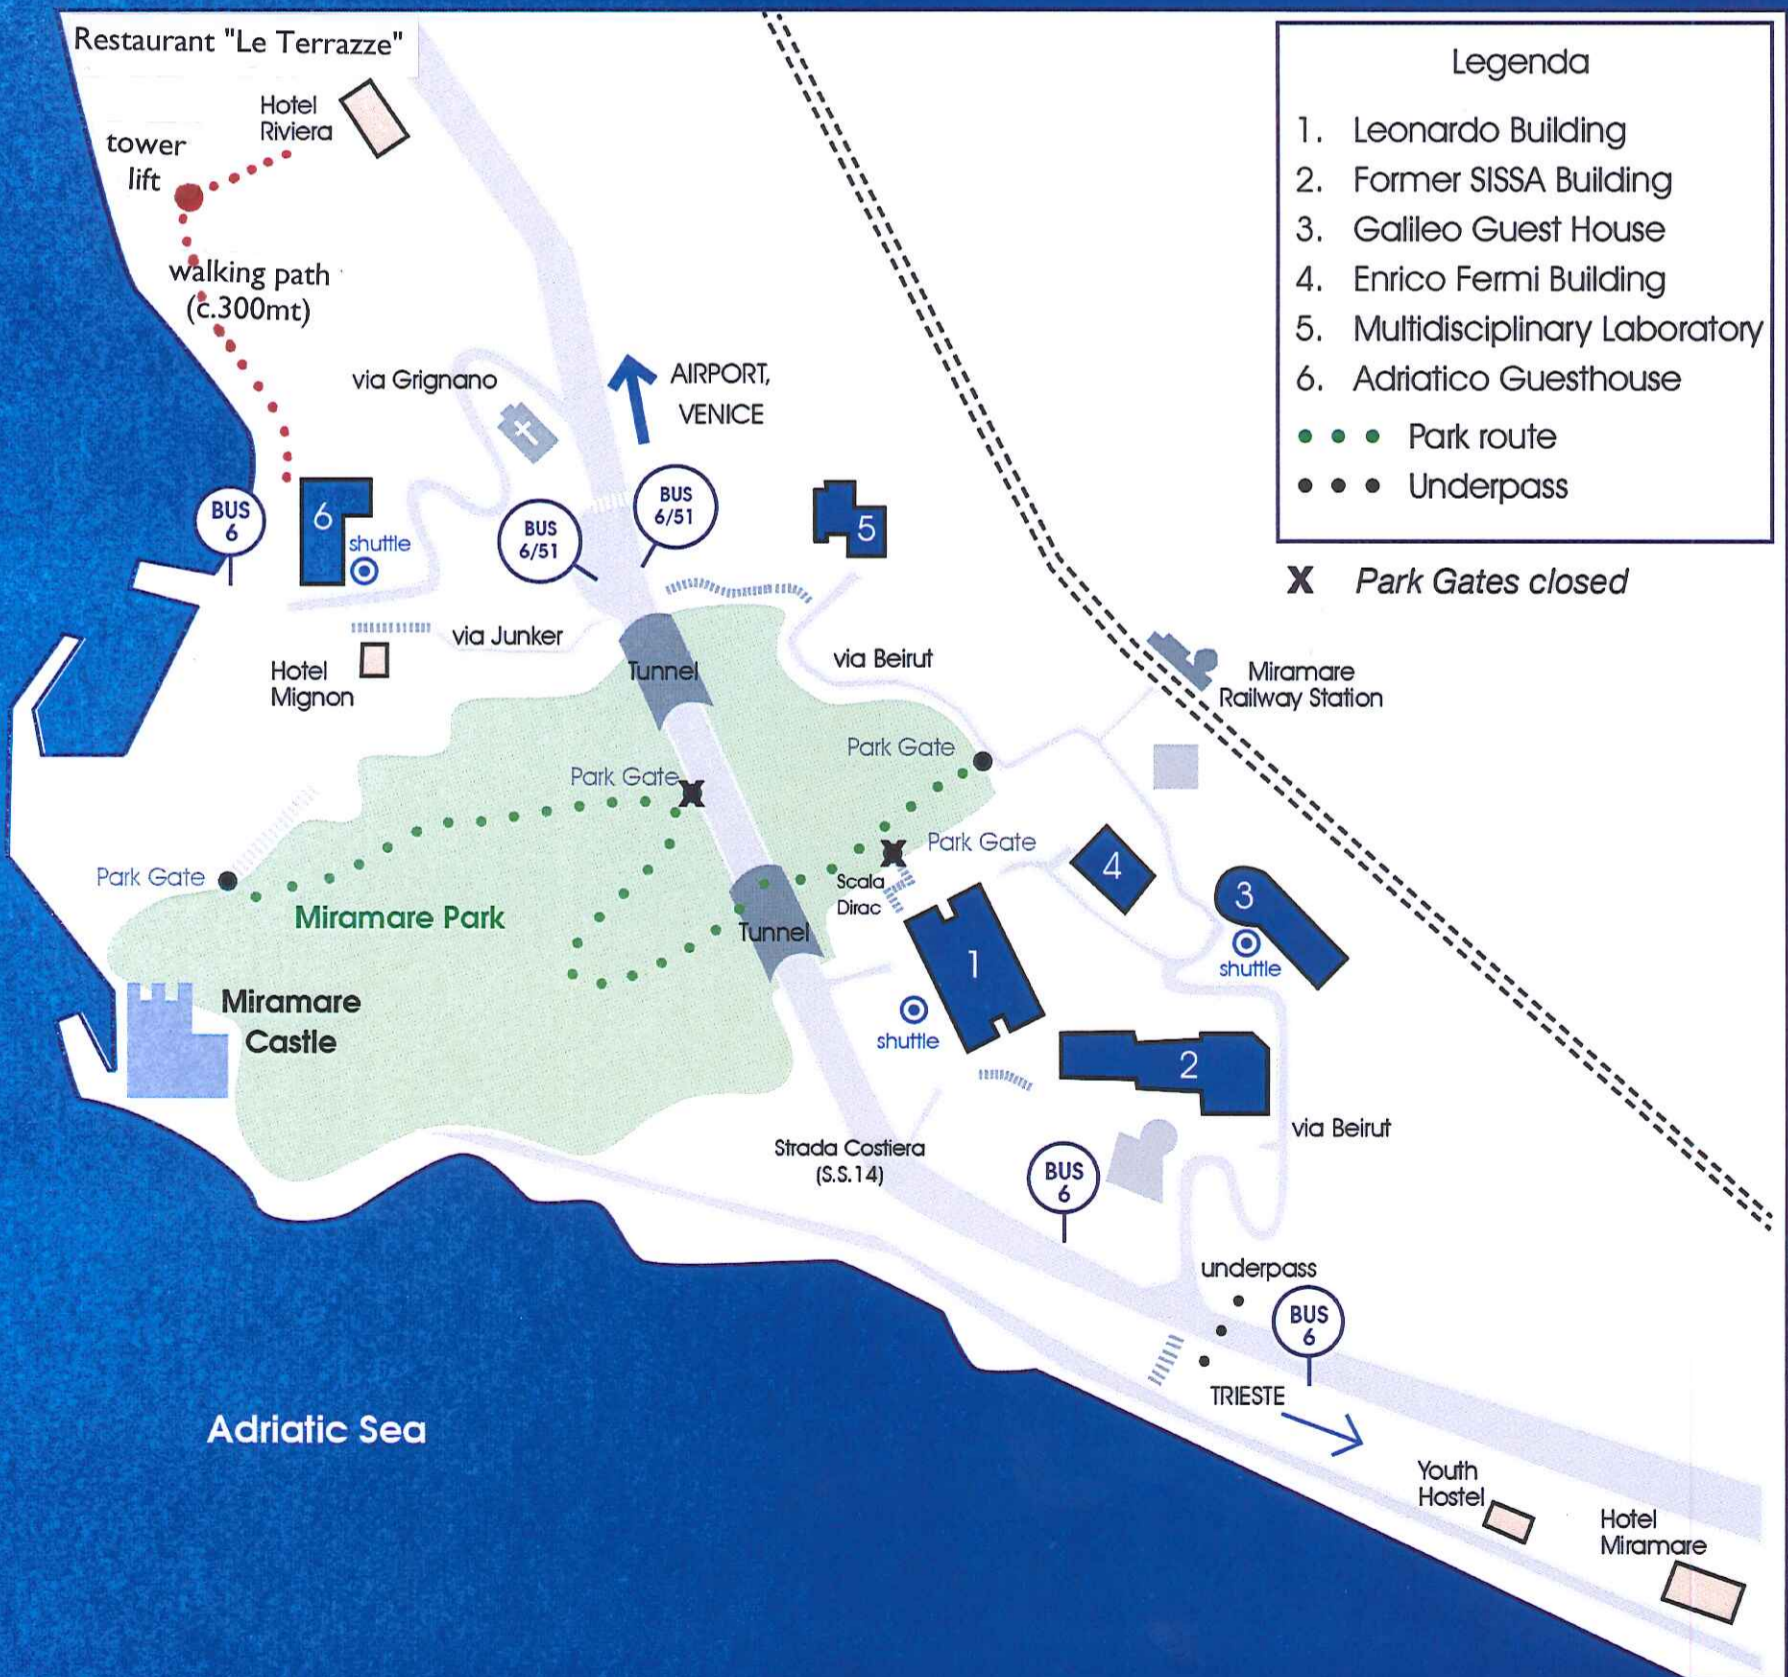 Restaurant "Le Terrazze"
Hotel
Riviera
tower
lift
walking path
(c.300mt)
via Grignano
AIRPORT,
VENICE
BUS
6
6
shuttle
BUS
6/51
BUS
6/51
5
via Junker
Hotel
Mignon
Tunnel
via Beirut
Miramare
Railway Station
Park Gate
Park Gate
Park Gate
Park Gate
Miramare Park
Scala
Dirac
Tunnel
4
3
shuttle
1
shuttle
2
Miramare
Castle
via Beirut
Strada Costiera
(S.S.14)
BUS
6
underpass
BUS
6
TRIESTE
Adriatic Sea
Youth
Hostel
Hotel
Miramare
Legenda
1. Leonardo Building
2. Former SISSA Building
3. Galileo Guest House
4. Enrico Fermi Building
5. Multidisciplinary Laboratory
6. Adriatico Guesthouse
Park route
Underpass
X Park Gates closed